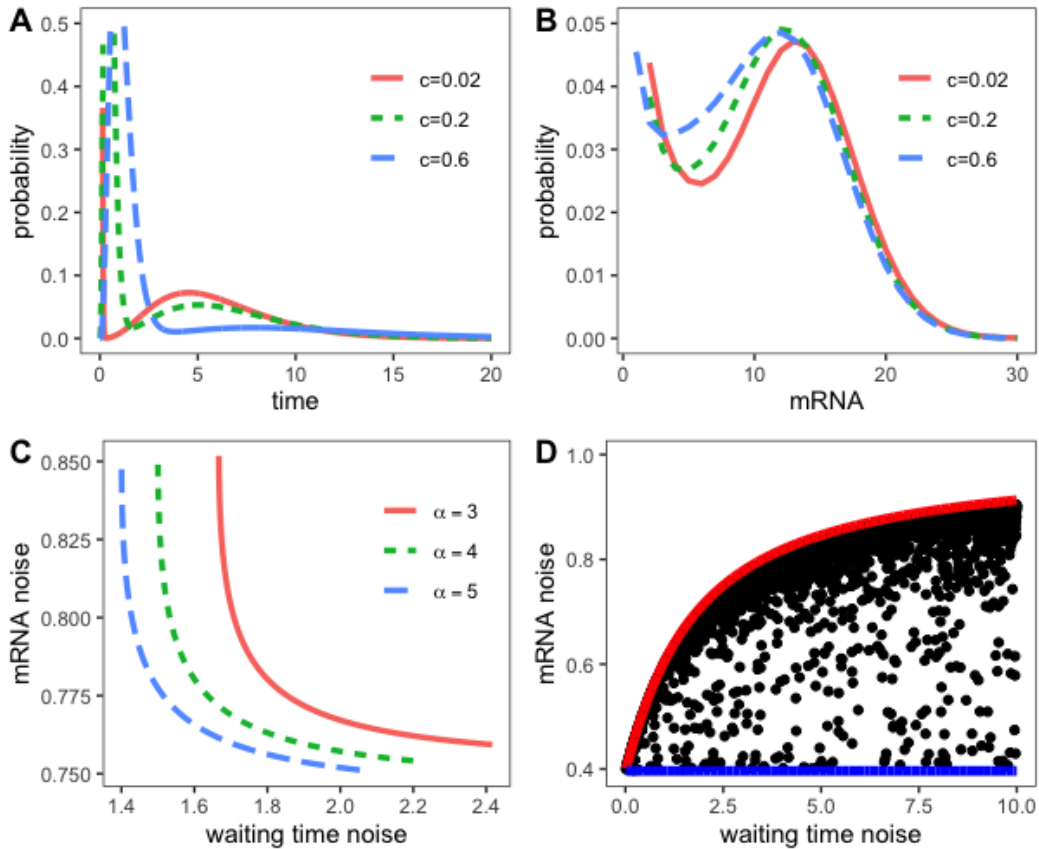 A
0.5
0.4
0.3
0.2
0.1
0.0
probability
c=0.02
c=0.2
c=0.6
0
5
10
15
20
time
B
0.05
0.04
0.03
0.02
0.01
0.00
probability
c=0.02
c=0.2
c=0.6
0
10
20
30
mRNA
C
0.850
0.825
0.800
0.775
0.750
mRNA noise
α = 3
α = 4
α = 5
1.4
1.6
1.8
2.0
2.2
2.4
waiting time noise
D
1.0
0.8
0.6
0.4
mRNA noise
0.0
2.5
5.0
7.5
10.0
waiting time noise